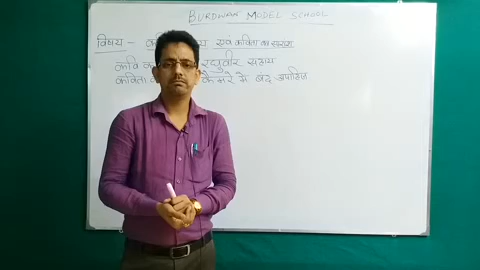 BURDWAN MODEL SCHOOL
विषय - एवं कविता का सारांश
कवि रघुवीर सहाय
कविता कैमरे में बंद अपाहिज